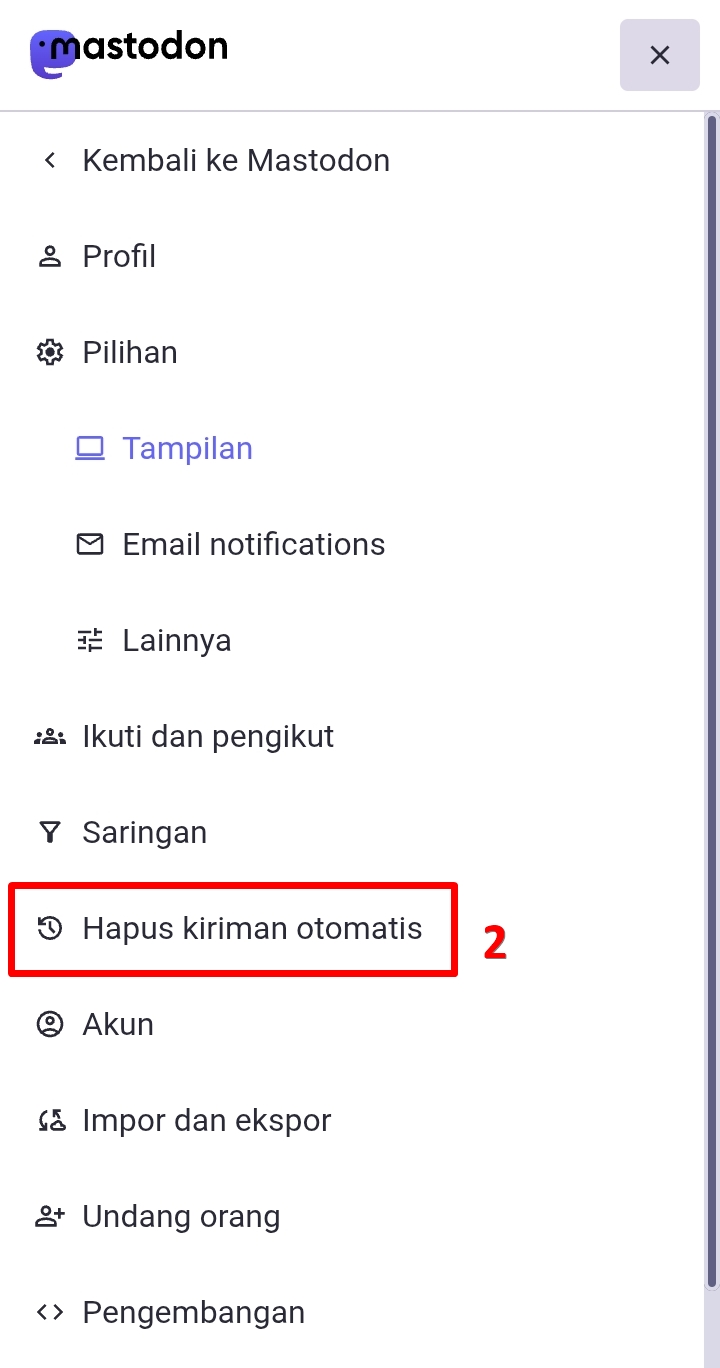 mastodon
Kembali ke Mastodon
Profil
Pilihan
Tampilan
Email notifications
Lainnya
Ikuti dan pengikut
Saringan
Hapus kiriman otomatis
2
Akun
Impor dan ekspor
Undang orang
Pengembangan